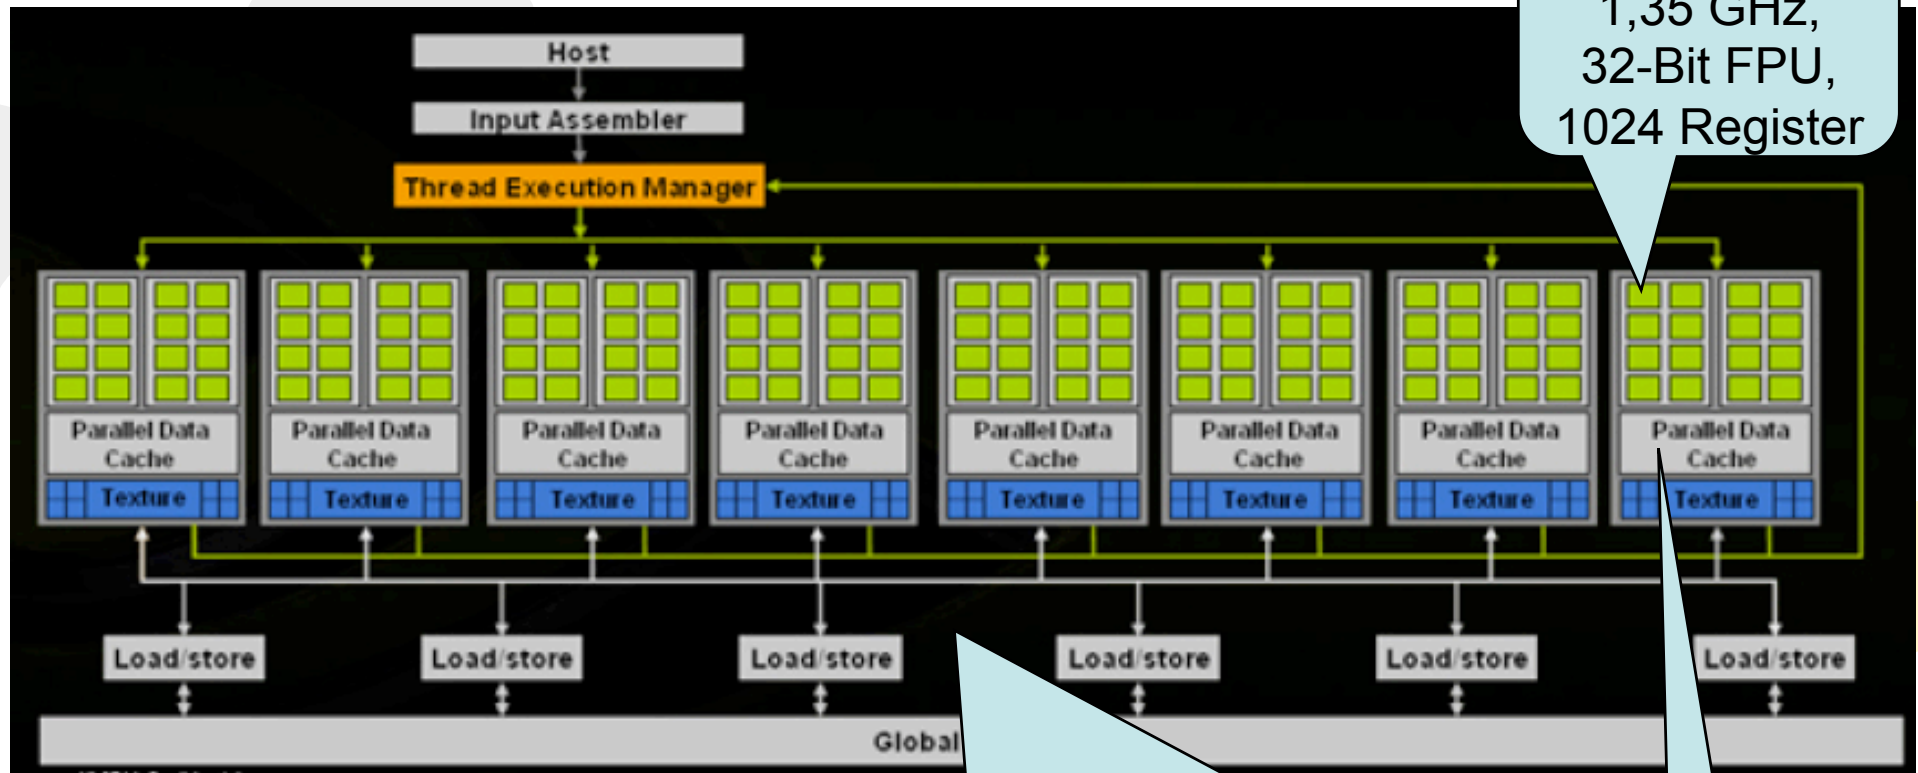 1,35 GHz,
32-Bit FPU,
1024 Register
Host
Input Assembler
Thread Execution Manager
Parallel Data
Cache
Texture
Parallel Data
Cache
Texture
Parallel Data
Cache
Texture
Parallel Data
Cache
Texture
Parallel Data
Cache
Texture
Parallel Data
Cache
Texture
Parallel Data
Cache
Texture
Parallel Data
Cache
Texture
Load/store
Load/store
Load/store
Load/store
Load/store
Load/store
Global